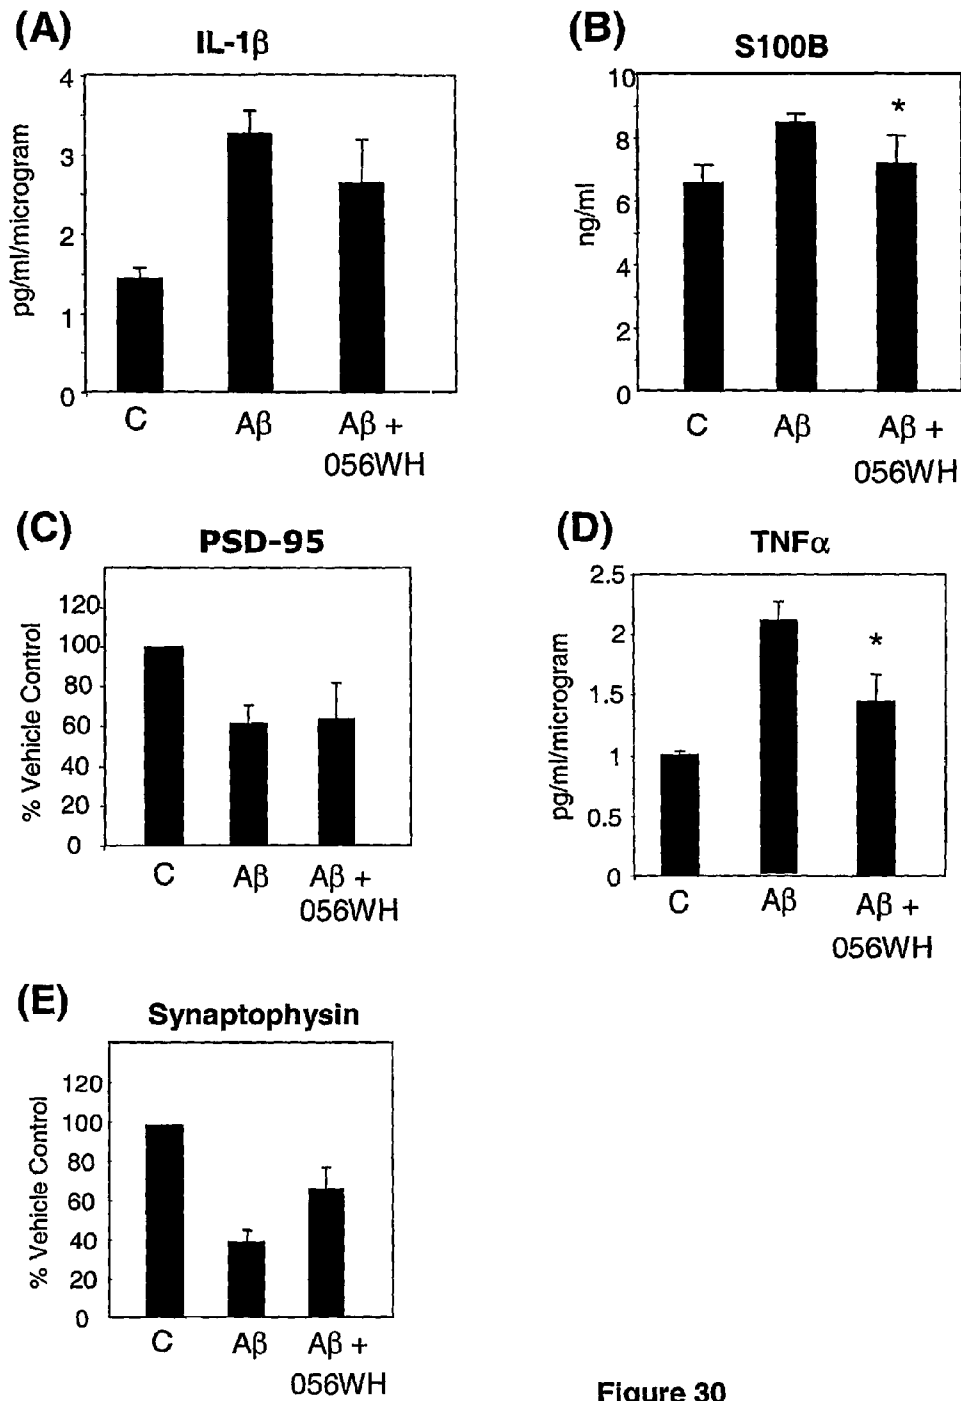 (A)
IL-1β
pg/ml/microgram
4
3
2
1
0
C
Aβ
Aβ +
056WH
(B)
S100B
ng/ml
10
8
6
4
2
0
*
C
Aβ
Aβ +
056WH
(C)
PSD-95
% Vehicle Control
120
100
80
60
40
20
0
C
Aβ
Aβ +
056WH
(D)
TNFα
pg/ml/microgram
2.5
2
1.5
1
0.5
0
*
C
Aβ
Aβ +
056WH
(E)
Synaptophysin
% Vehicle Control
120
100
80
60
40
20
0
C
Aβ
Aβ +
056WH
Figure 30